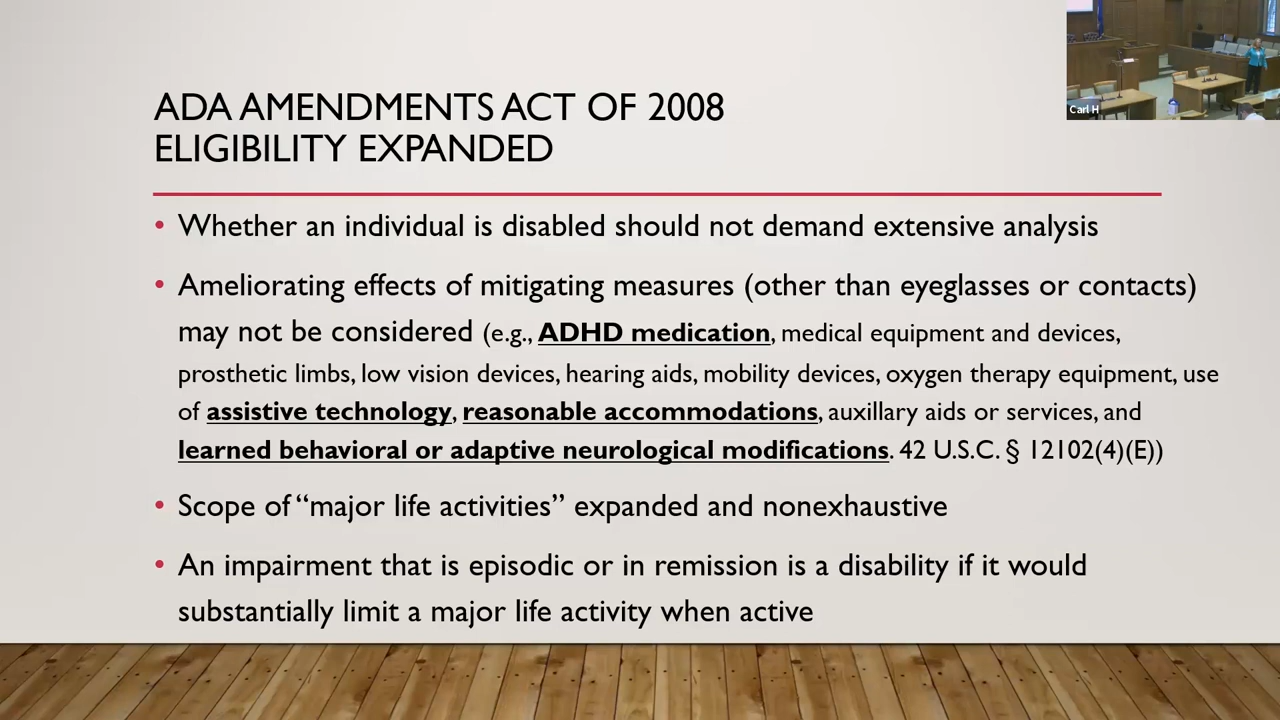 ADA AMENDMENTS ACT OF 2008
ELIGIBILITY EXPANDED
• Whether an individual is disabled should not demand extensive analysis
• Ameliorating effects of mitigating measures (other than eyeglasses or contacts)
may not be considered (e.g., ADHD medication, medical equipment and devices,
prosthetic limbs, low vision devices, hearing aids, mobility devices, oxygen therapy equipment, use
of assistive technology, reasonable accommodations, auxillary aids or services, and
learned behavioral or adaptive neurological modifications. 42 U.S.C. § 12102(4)(E))
• Scope of “major life activities” expanded and nonexhaustive
• An impairment that is episodic or in remission is a disability if it would
substantially limit a major life activity when active
Carl H